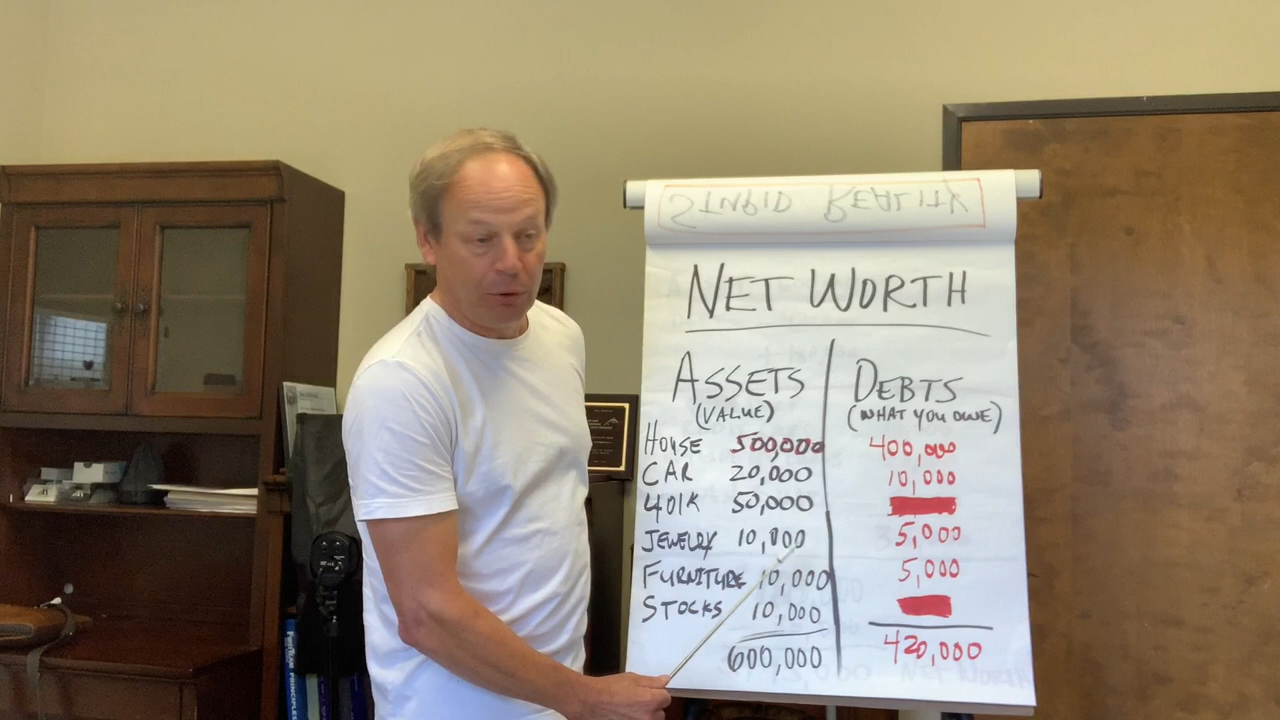 STUPID REALITY
NET WORTH
ASSETS
(VALUE)
HOUSE 500,000
CAR 20,000
401K 50,000
JEWELRY 10,000
FURNITURE 10,000
STOCKS 10,000
600,000
DEBTS
(WHAT YOU OWE)
400,000
10,000
5,000
5,000
420,000